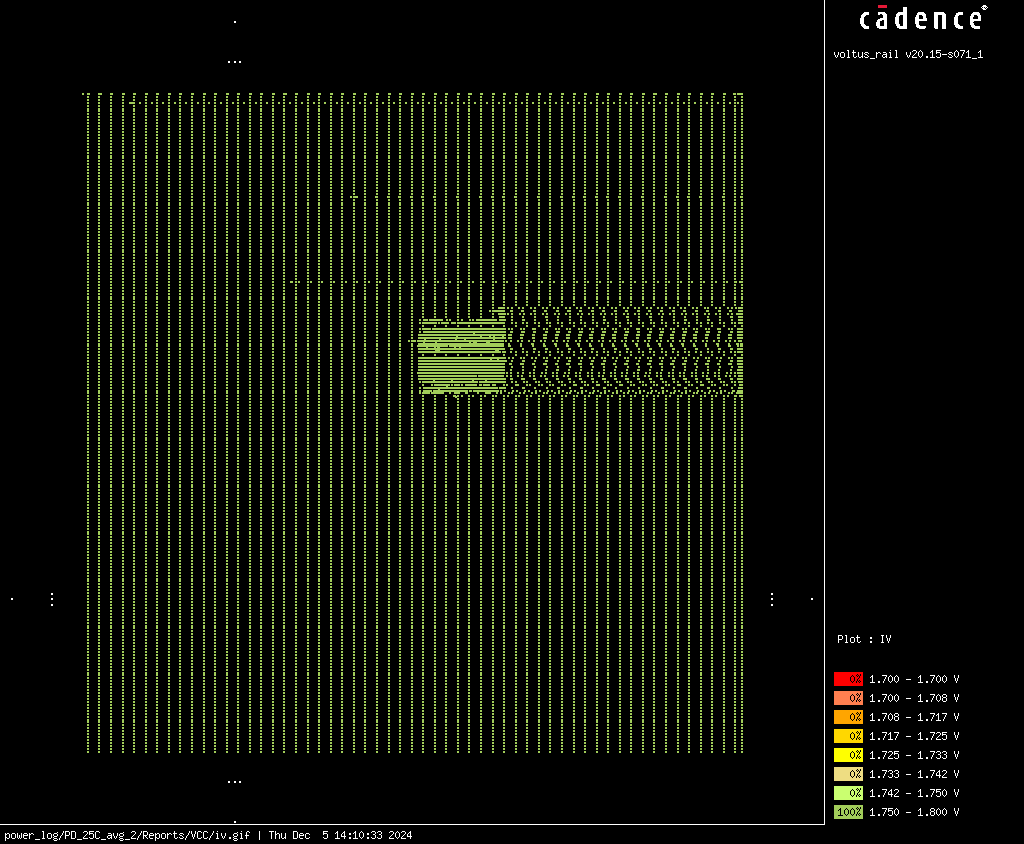 cādence®
voltus_rail v20.15-s071_1
Plot : IV
0% 1.700 - 1.700 V
0% 1.700 - 1.708 V
0% 1.708 - 1.717 V
0% 1.717 - 1.725 V
0% 1.725 - 1.733 V
0% 1.733 - 1.742 V
0% 1.742 - 1.750 V
100% 1.750 - 1.800 V
power_log/PD_25C_avg_2/Reports/VCC/iv.gif | Thu Dec  5 14:10:33 2024